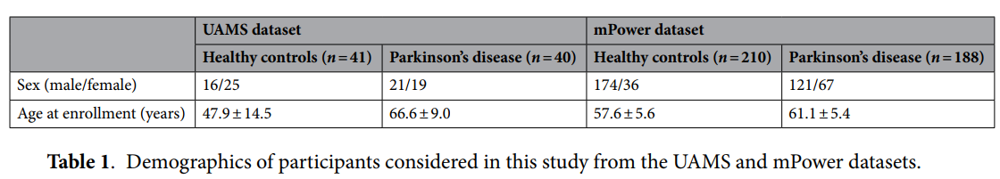 UAMS dataset mPower dataset
Healthy controls (n = 41) Parkinson's disease (n = 40) Healthy controls (n = 210) Parkinson's disease (n = 188)
Sex (male/female) 16/25 21/19 174/36 121/67
Age at enrollment (years) 47.9 ± 14.5 66.6 ± 9.0 57.6 ± 5.6 61.1 ± 5.4
Table 1. Demographics of participants considered in this study from the UAMS and mPower datasets.